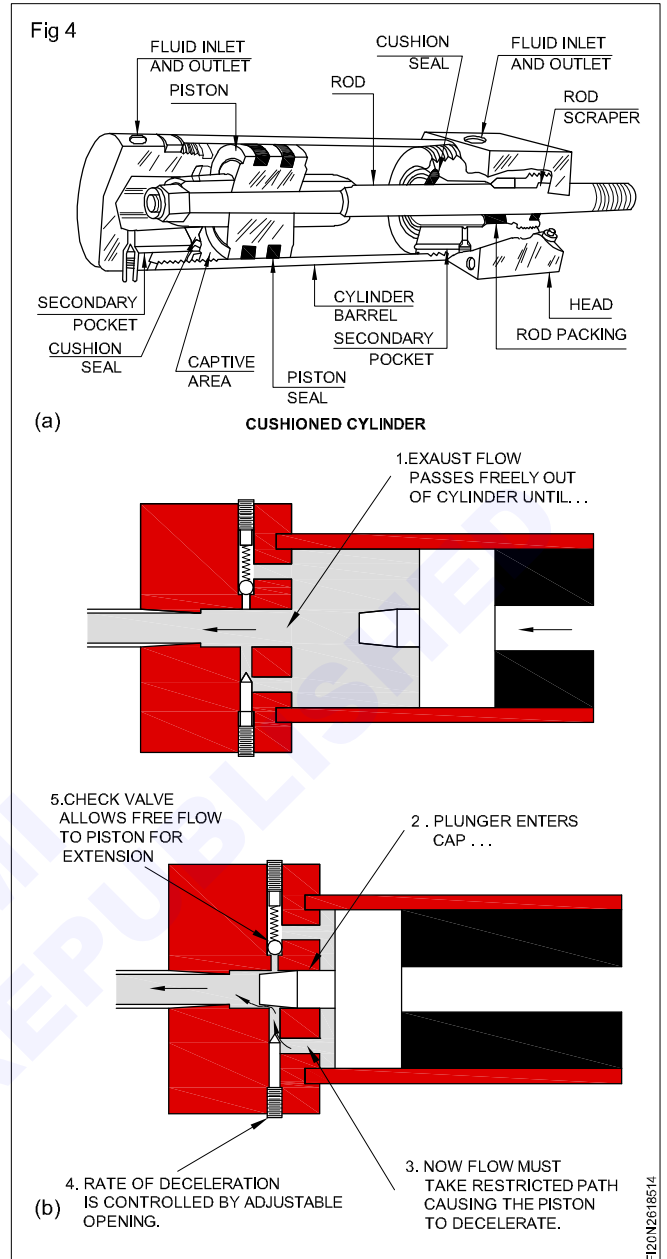 Fig 4
FLUID INLET
AND OUTLET
PISTON
ROD
CUSHION
SEAL
FLUID INLET
AND OUTLET
ROD
SCRAPER
SECONDARY
POCKET
CUSHION
SEAL
CAPTIVE
AREA
PISTON
SEAL
CYLINDER
BARREL
SECONDARY
POCKET
HEAD
ROD PACKING
(a)
CUSHIONED CYLINDER
1.EXAUST FLOW
PASSES FREELY OUT
OF CYLINDER UNTIL...
5.CHECK VALVE
ALLOWS FREE FLOW
TO PISTON FOR
EXTENSION
2 . PLUNGER ENTERS
CAP ...
4. RATE OF DECELERATION
IS CONTROLLED BY ADJUSTABLE
OPENING.
3. NOW FLOW MUST
TAKE RESTRICTED PATH
CAUSING THE PISTON
TO DECELERATE.
(b)
FI20N2618514
REPUBLISHED